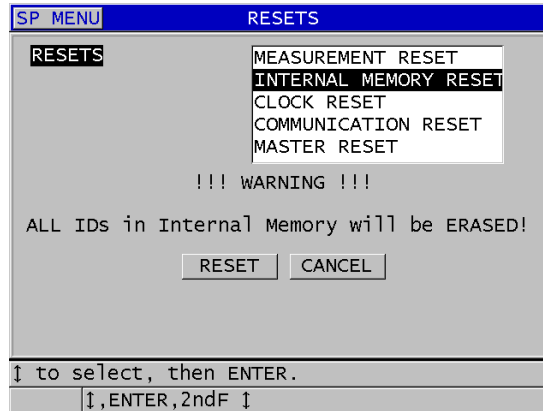 SP MENU RESETS
RESETS
MEASUREMENT RESET
INTERNAL MEMORY RESET
CLOCK RESET
COMMUNICATION RESET
MASTER RESET
!!! WARNING !!!
ALL IDs in Internal Memory will be ERASED!
RESET CANCEL
↕ to select, then ENTER.
↕,ENTER,2ndF ↕